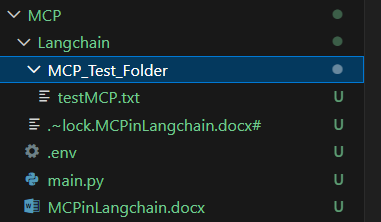 MCP
Langchain
MCP_Test_Folder
testMCP.txt U
.~lock.MCPinLangchain.docx# U
.env U
main.py U
MCPinLangchain.docx U